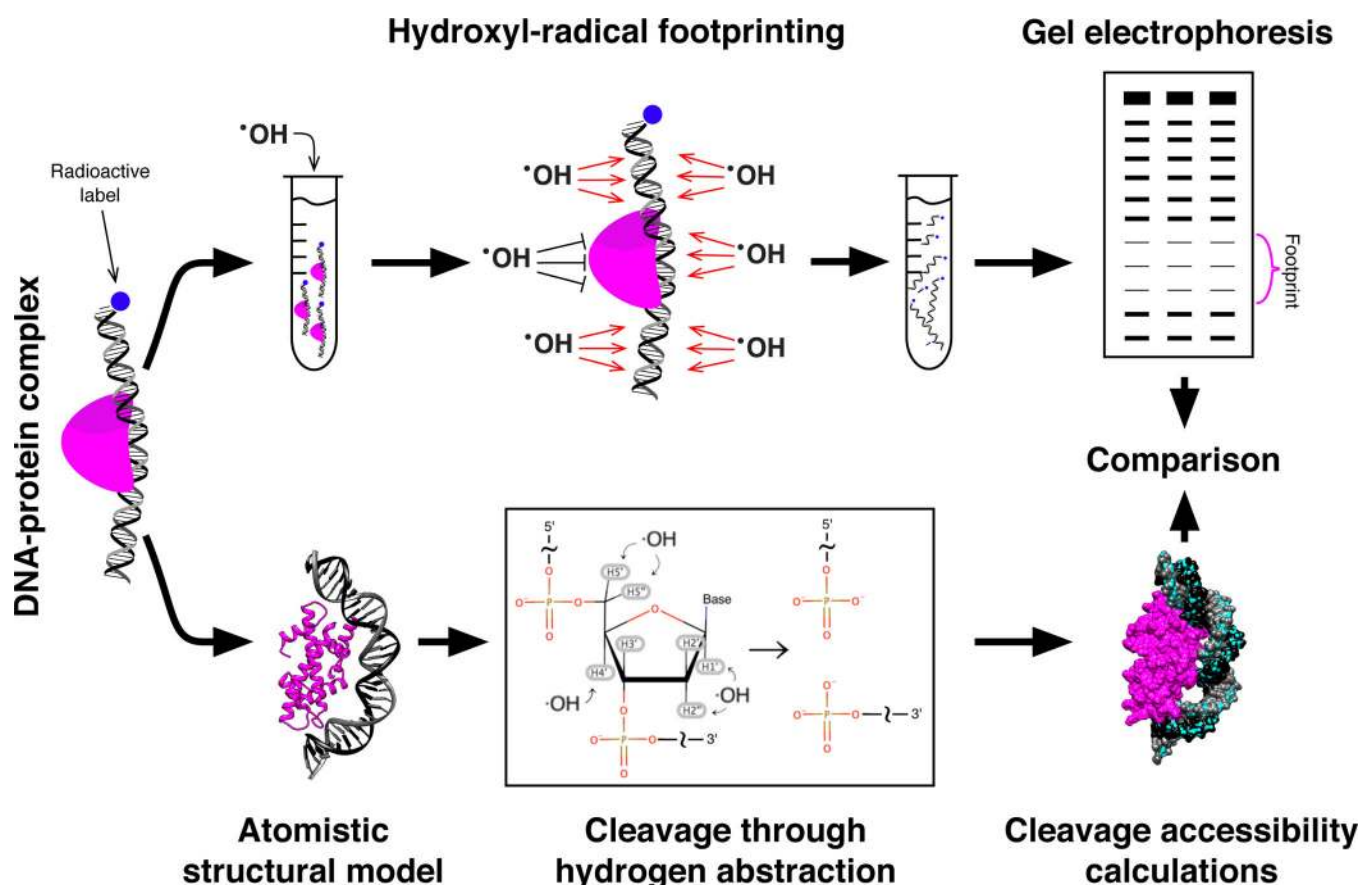 Hydroxyl-radical footprinting
Gel electrophoresis
DNA-protein complex
Radioactive
label
•OH
•OH
•OH
•OH
•OH
•OH
•OH
Footprint
Comparison
5'
~
O
O⁻
P
O
O
H5'
H5''
•OH
O
Base
H3'
H2'
H4'
H1'
•OH
•OH
H2''
O
O⁻
P
O
~
3'
O
5'
~
O
O⁻
P
O⁻
O
O
O⁻
P
O
~
3'
O⁻
Atomistic
structural model
Cleavage through
hydrogen abstraction
Cleavage accessibility
calculations